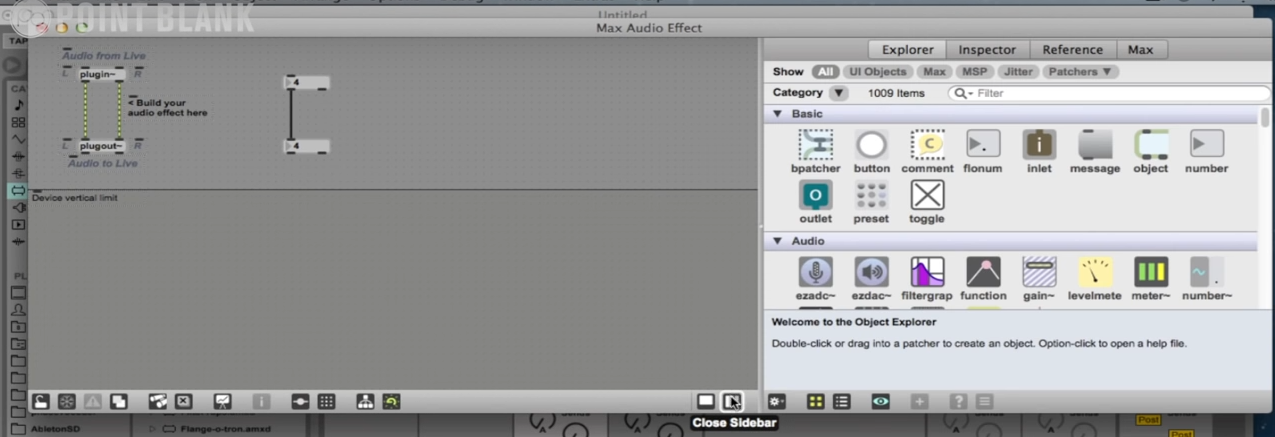 POINT BLANK
Untitled
Max Audio Effect
TAP
CA
PL
Audio from Live
L plugin~ R
< Build your
audio effect here
L plugout~ R
Audio to Live
4
4
Device vertical limit
Explorer Inspector Reference Max
Show All UI Objects Max MSP Jitter Patchers ▼
Category ▼ 1009 Items Filter
▼ Basic
bpatcher button comment flonum inlet message object number
outlet preset toggle
▼ Audio
ezadc~ ezdac~ filtergrap function gain~ levelmete meter~ number~
Welcome to the Object Explorer
Double-click or drag into a patcher to create an object. Option-click to open a help file.
Close Sidebar
AbletonSD Flange-o-tron.amxd
A A A A
Post
Post